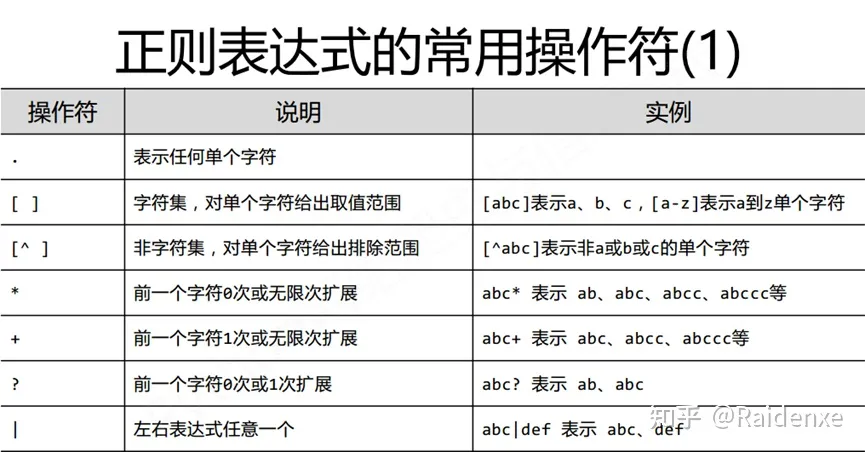 正则表达式的常用操作符(1)
操作符 说明 实例
. 表示任何单个字符
[ ] 字符集，对单个字符给出取值范围 [abc]表示a、b、c，[a-z]表示a到z单个字符
[^ ] 非字符集，对单个字符给出排除范围 [^abc]表示非a或b或c的单个字符
* 前一个字符0次或无限次扩展 abc* 表示 ab、abc、abcc、abccc等
+ 前一个字符1次或无限次扩展 abc+ 表示 abc、abcc、abccc等
? 前一个字符0次或1次扩展 abc? 表示 ab、abc
| 左右表达式任意一个 abc|def 表示 abc、def
知乎 @Raidenxe